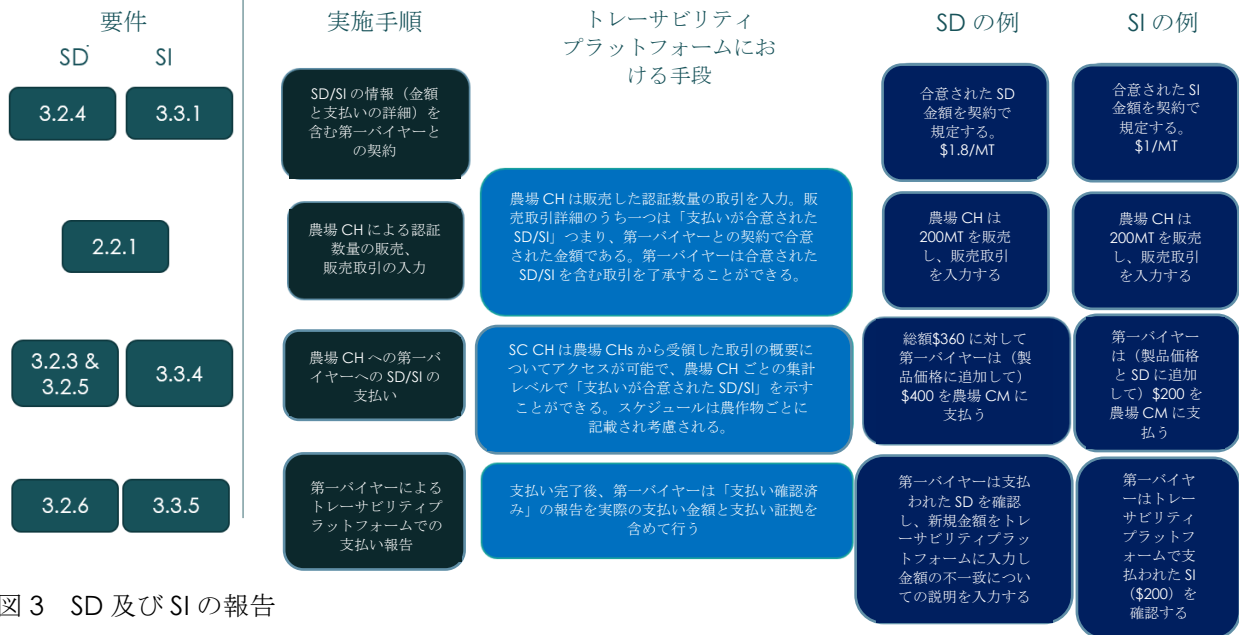 要件
SD
SI
実施手順
トレーサビリティ
プラットフォームにお
ける手段
SD の例
SI の例
3.2.4
3.3.1
SD/SI の情報（金額
と支払いの詳細）を
含む第一バイヤーと
の契約
合意された SD
金額を契約で
規定する。
$1.8/MT
合意された SI
金額を契約で
規定する。
$1/MT
2.2.1
農場 CH による認証
数量の販売、
販売取引の入力
農場 CH は販売した認証数量の取引を入力。販
売取引詳細のうち一つは「支払いが合意された
SD/SI」つまり、第一バイヤーとの契約で合意
された金額である。第一バイヤーは合意された
SD/SI を含む取引を了承することができる。
農場 CH は
200MT を販売
し、販売取引
を入力する
農場 CH は
200MT を販売
し、販売取引
を入力する
3.2.3 &
3.2.5
3.3.4
農場 CH への第一バ
イヤーへの SD/SI の
支払い
SC CH は農場 CHs から受領した取引の概要に
ついてアクセスが可能で、農場 CH ごとの集計
レベルで「支払いが合意された SD/SI」を示す
ことができる。スケジュールは農作物ごとに
記載され考慮される。
総額$360 に対して
第一バイヤーは（製
品価格に追加して）
$400 を農場 CM に
支払う
第一バイヤー
は（製品価格
と SD に追加
して）$200 を
農場 CM に支
払う
3.2.6
3.3.5
第一バイヤーによる
トレーサビリティプ
ラットフォームでの
支払い報告
支払い完了後、第一バイヤーは「支払い確認済
み」の報告を実際の支払い金額と支払い証拠を
含めて行う
第一バイヤーは支払
われた SD を確認
し、新規金額をトレ
ーサビリティプラッ
トフォームに入力し
金額の不一致につい
ての説明を入力する
第一バイヤ
ーはトレー
サビリティ
プラットフ
ォームで支
払われた SI
（$200）を
確認する
図 3 SD 及び SI の報告